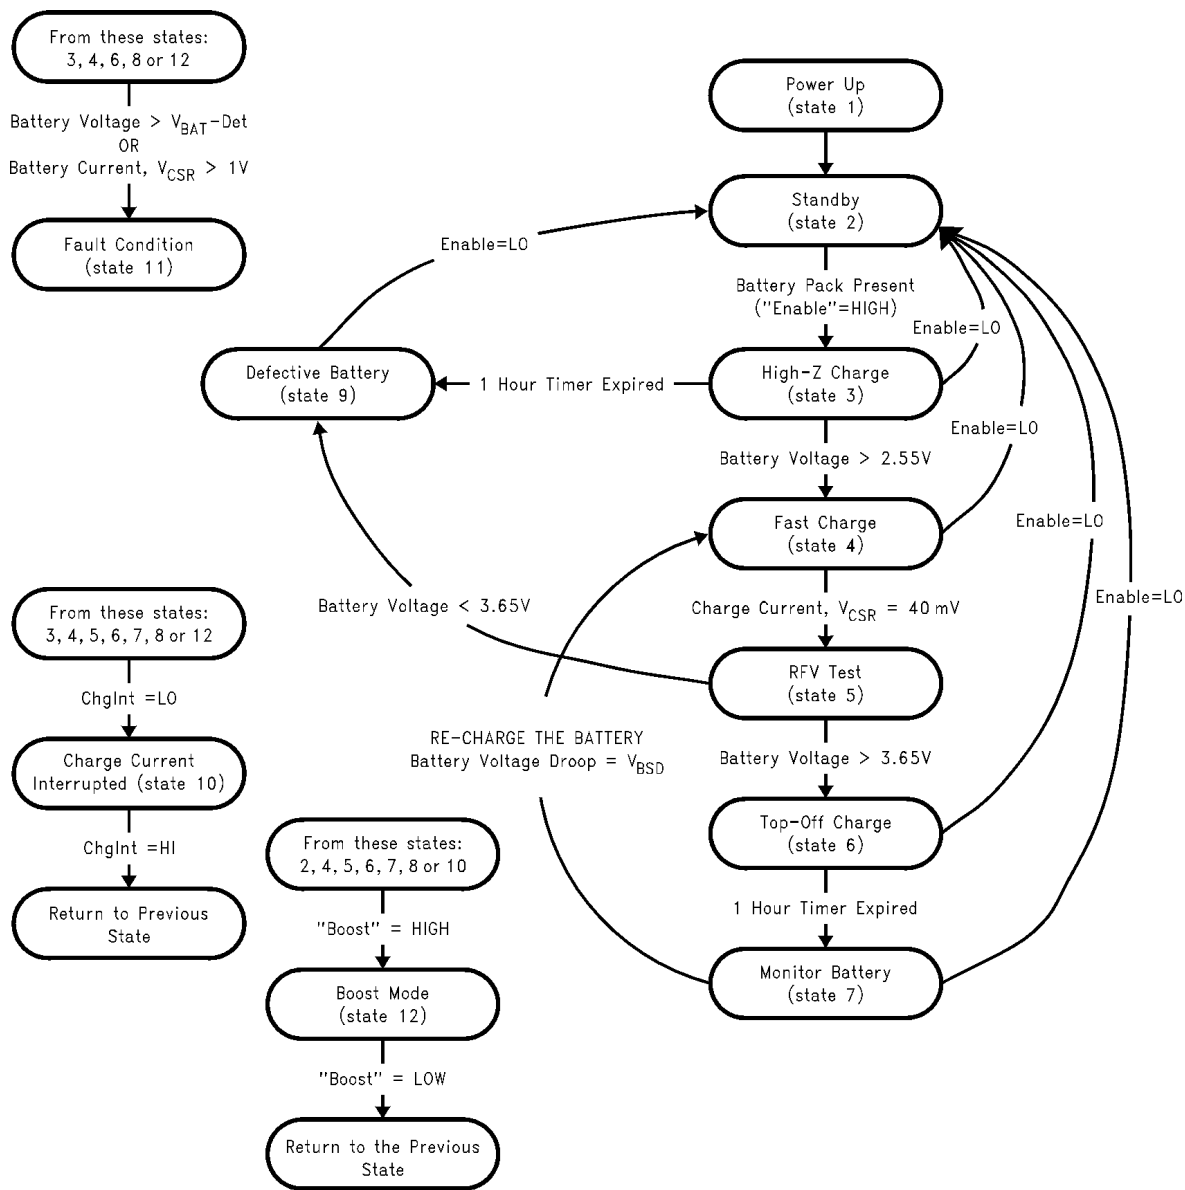 From these states:
3, 4, 6, 8 or 12
Battery Voltage > VBAT-Det
OR
Battery Current, VCSR > 1V
Fault Condition
(state 11)
Power Up
(state 1)
Standby
(state 2)
Enable=LO
Battery Pack Present
("Enable"=HIGH)
Enable=LO
Defective Battery
(state 9)
1 Hour Timer Expired
High-Z Charge
(state 3)
Enable=LO
Battery Voltage > 2.55V
Fast Charge
(state 4)
Enable=LO
Enable=LO
Battery Voltage < 3.65V
Charge Current, VCSR = 40 mV
RFV Test
(state 5)
From these states:
3, 4, 5, 6, 7, 8 or 12
ChgInt =LO
Charge Current
Interrupted (state 10)
ChgInt =HI
Return to Previous
State
RE-CHARGE THE BATTERY
Battery Voltage Droop = VBSD
Battery Voltage > 3.65V
Top-Off Charge
(state 6)
1 Hour Timer Expired
Monitor Battery
(state 7)
From these states:
2, 4, 5, 6, 7, 8 or 10
"Boost" = HIGH
Boost Mode
(state 12)
"Boost" = LOW
Return to the Previous
State